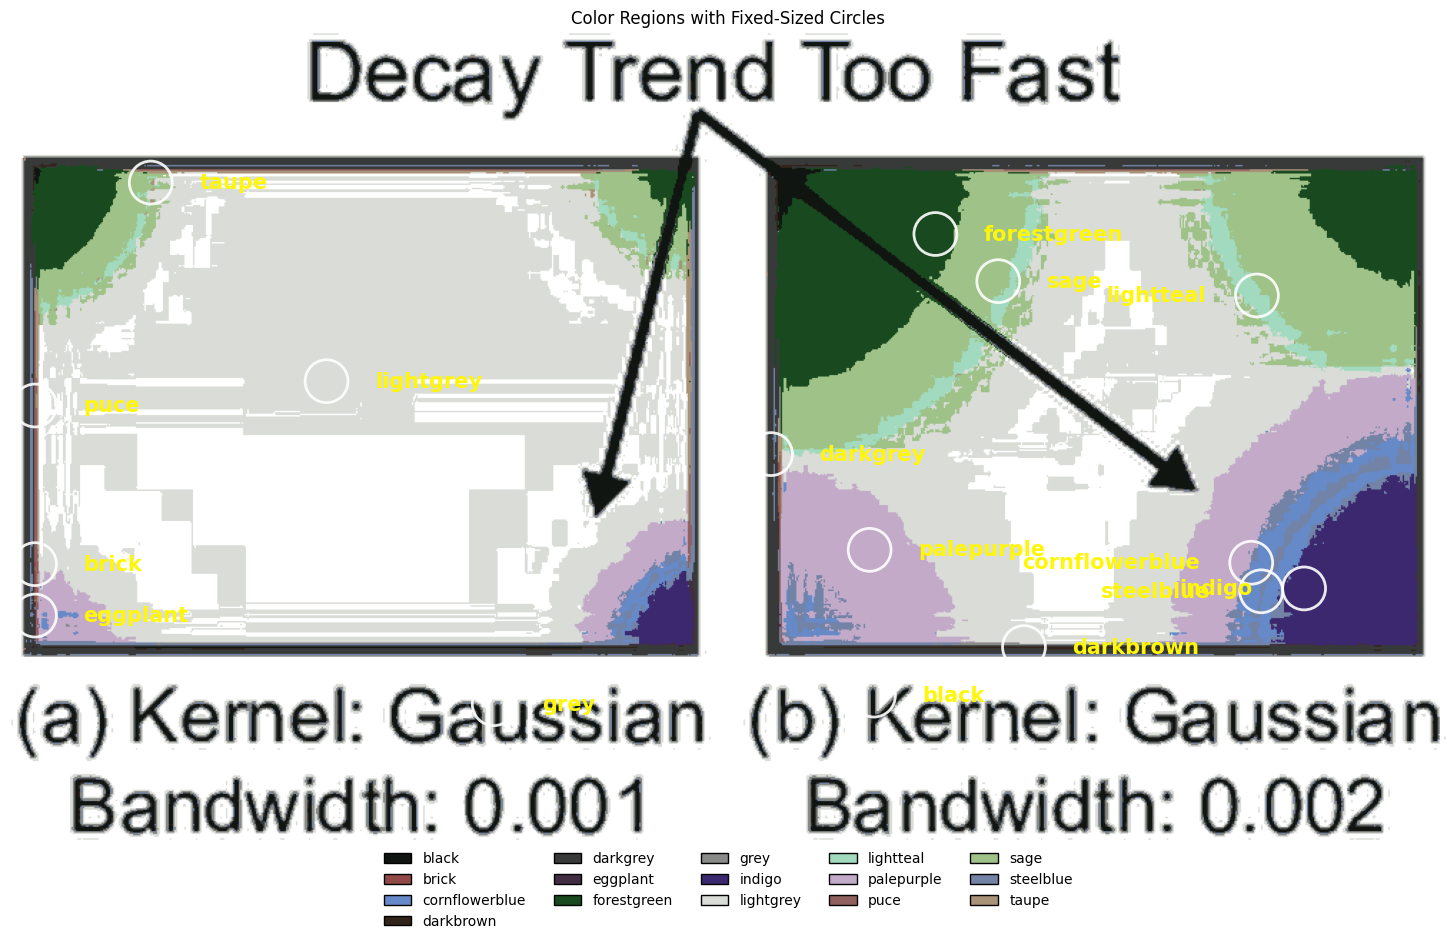 Color Regions with Fixed-Sized Circles
Decay Trend Too Fast
taupe
forestgreen
sage
lightteal
lightgrey
puce
darkgrey
palepurple
cornflowerblue
brick
steelblue
indigo
eggplant
darkbrown
black
grey
(a) Kernel: Gaussian
Bandwidth: 0.001
(b) Kernel: Gaussian
Bandwidth: 0.002
black
brick
cornflowerblue
darkbrown
darkgrey
eggplant
forestgreen
grey
indigo
lightgrey
lightteal
palepurple
puce
sage
steelblue
taupe